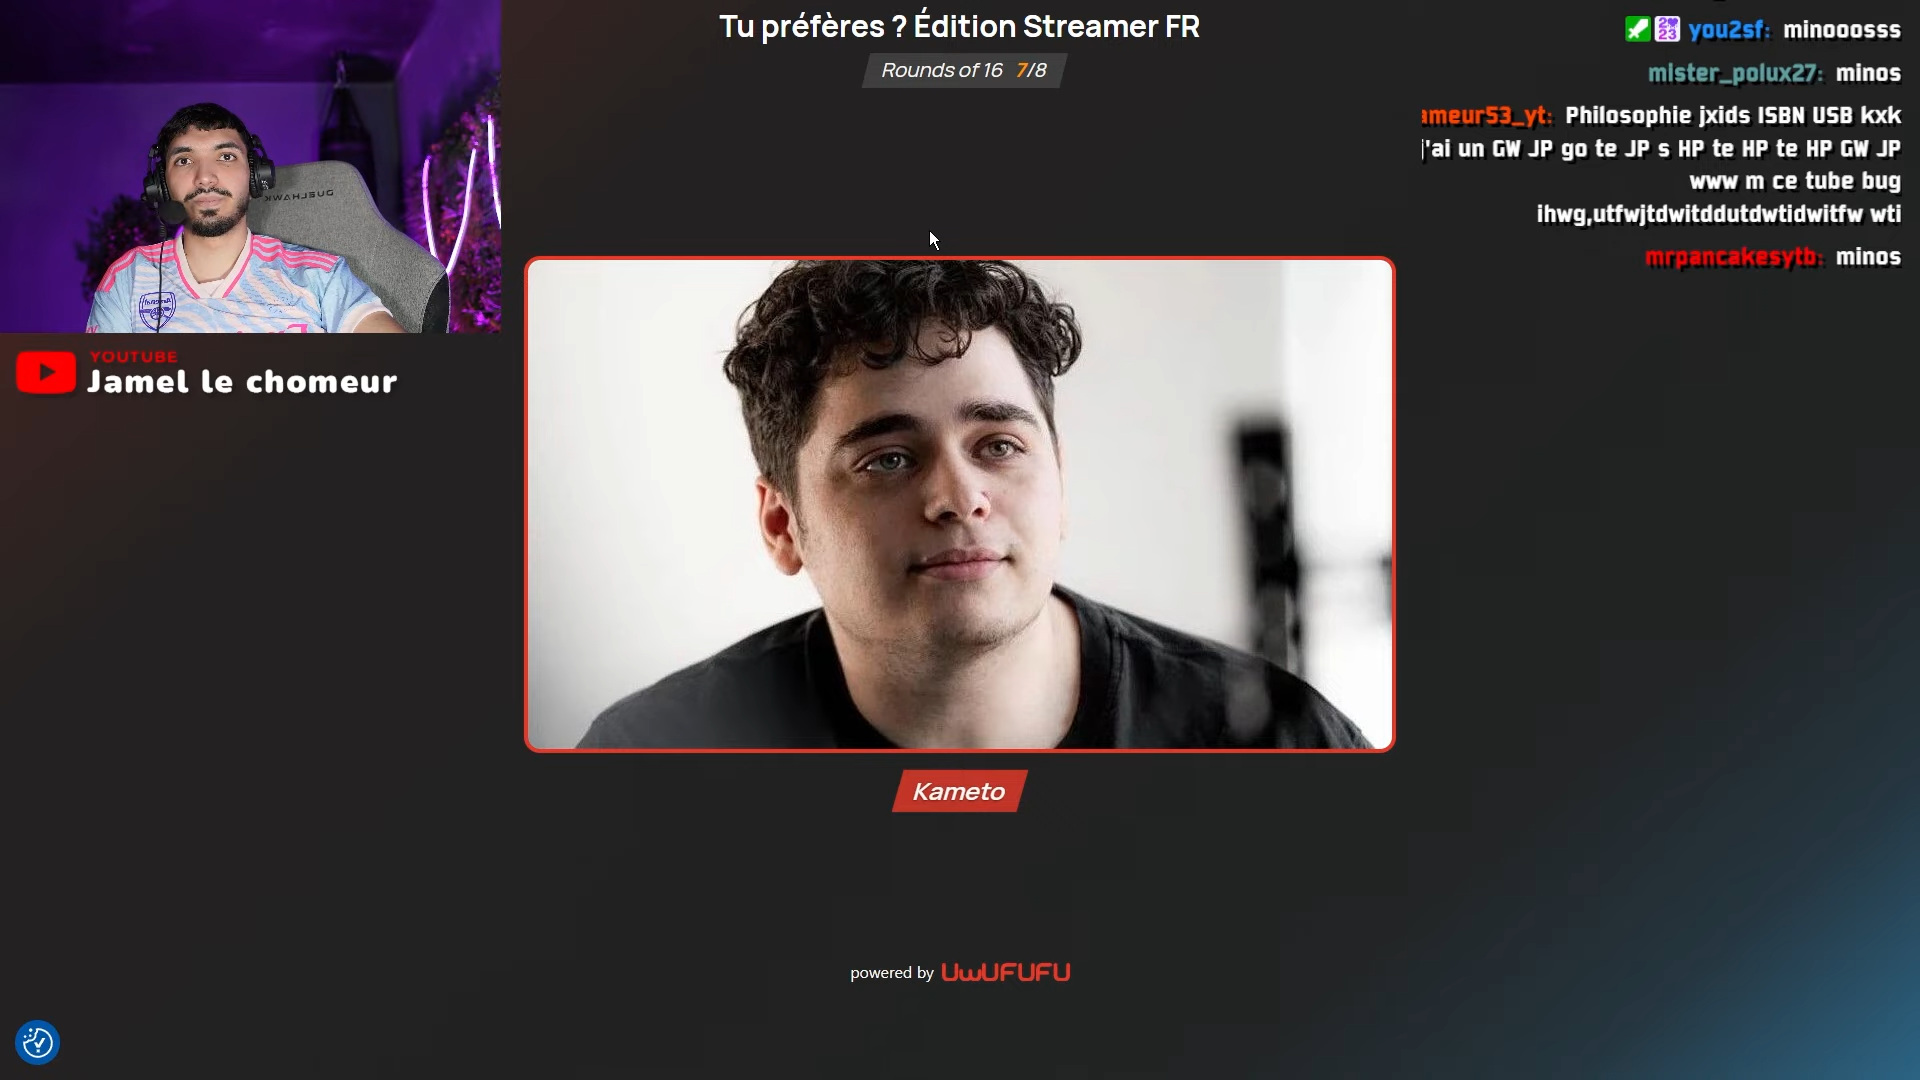 Tu préfères ? Édition Streamer FR
Rounds of 16 7/8
you2sf: minooosss
mister_polux27: minos
ameur53_yt: Philosophie jxids ISBN USB kxk
j'ai un GW JP go te JP s HP te HP te HP GW JP
www m ce tube bug
ihwg,utfwjtdwitddutdwtidwitfw wti
mrpancakesytb: minos
YOUTUBE
Jamel le chomeur
Kameto
powered by UwUFUFU